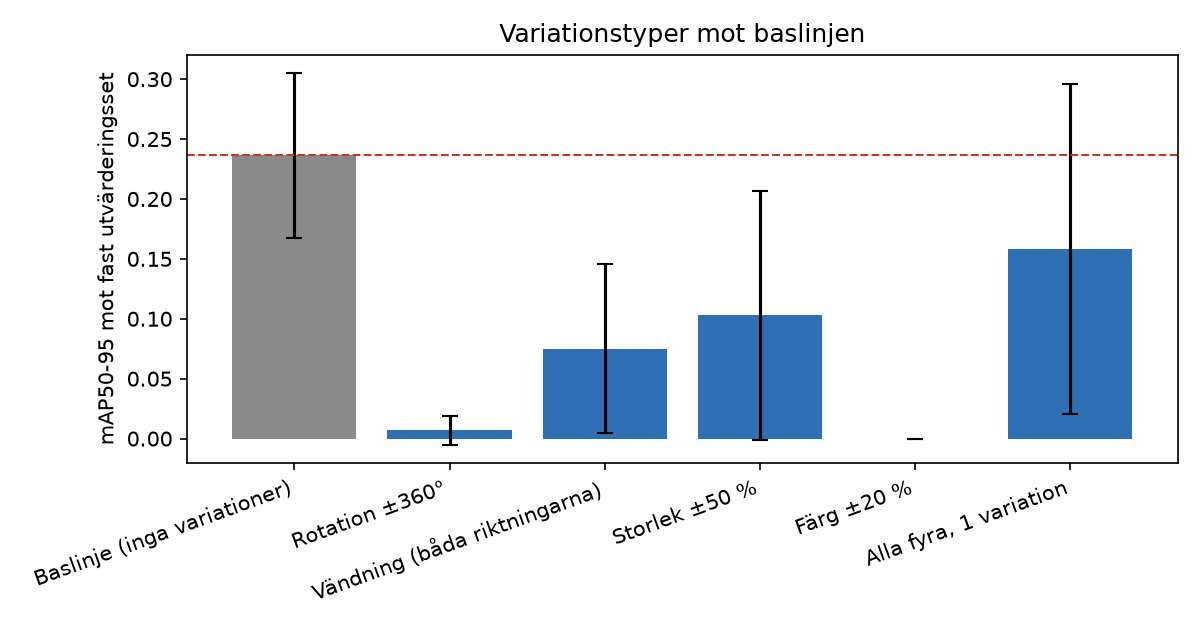 Variationstyper mot baslinjen
mAP50-95 mot fast utvärderingsset
0.30
0.25
0.20
0.15
0.10
0.05
0.00
Baslinje (inga variationer)
Rotation ±360°
Vändning (båda riktningarna)
Storlek ±50 %
Färg ±20 %
Alla fyra, 1 variation